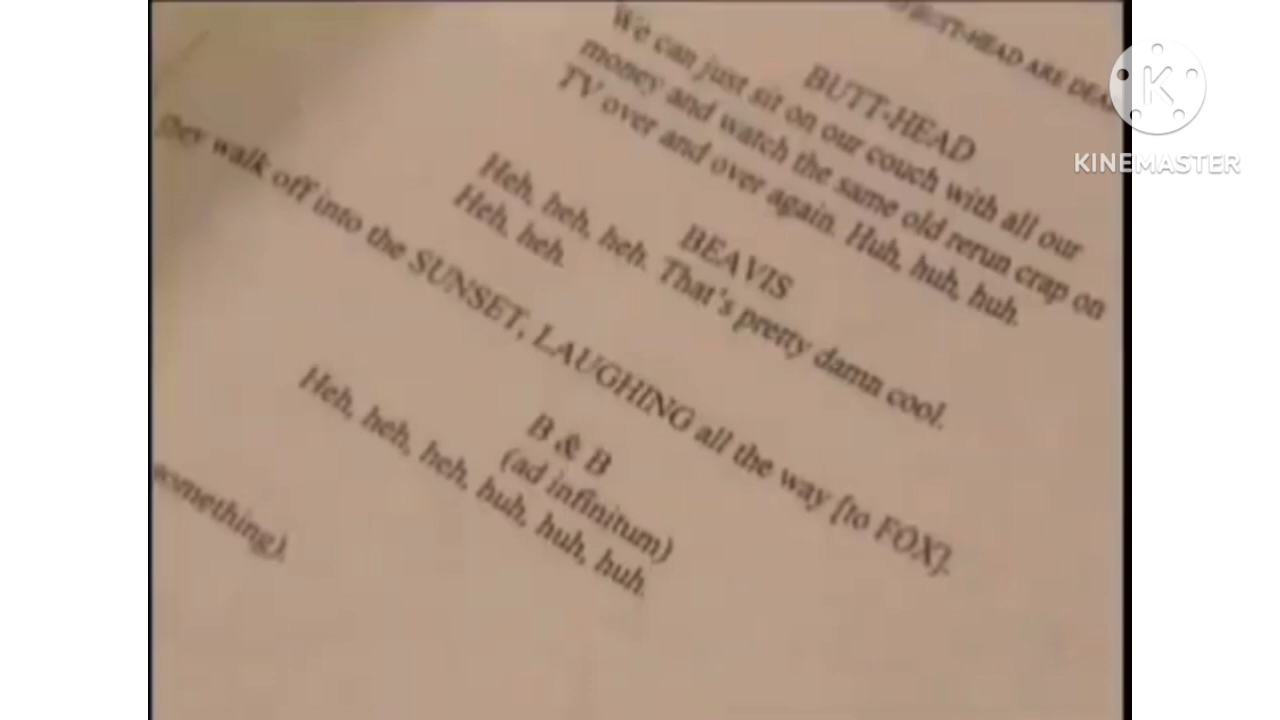 BUTT-HEAD ARE
BUTT-HEAD
We can just sit on our couch with all our
money and watch the same old rerun crap on
TV over and over again. Huh, huh, huh.
BEAVIS
Heh, heh, heh. That's pretty damn cool.
Heh, heh.
they walk off into the SUNSET, LAUGHING all the way [to FOX].
B & B
(ad infinitum)
Heh, heh, heh, huh, huh, huh.
something).
KINEMASTER